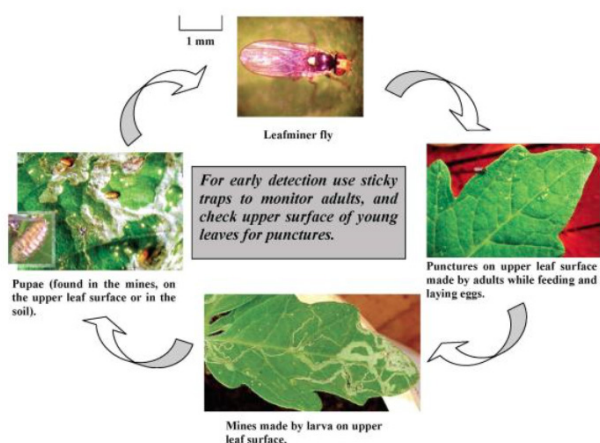 1 mm
Leafminer fly
For early detection use sticky
traps to monitor adults, and
check upper surface of young
leaves for punctures.
Punctures on upper leaf surface
made by adults while feeding and
laying eggs.
Pupae (found in the mines, on
the upper leaf surface or in the
soil).
Mines made by larva on upper
leaf surface.